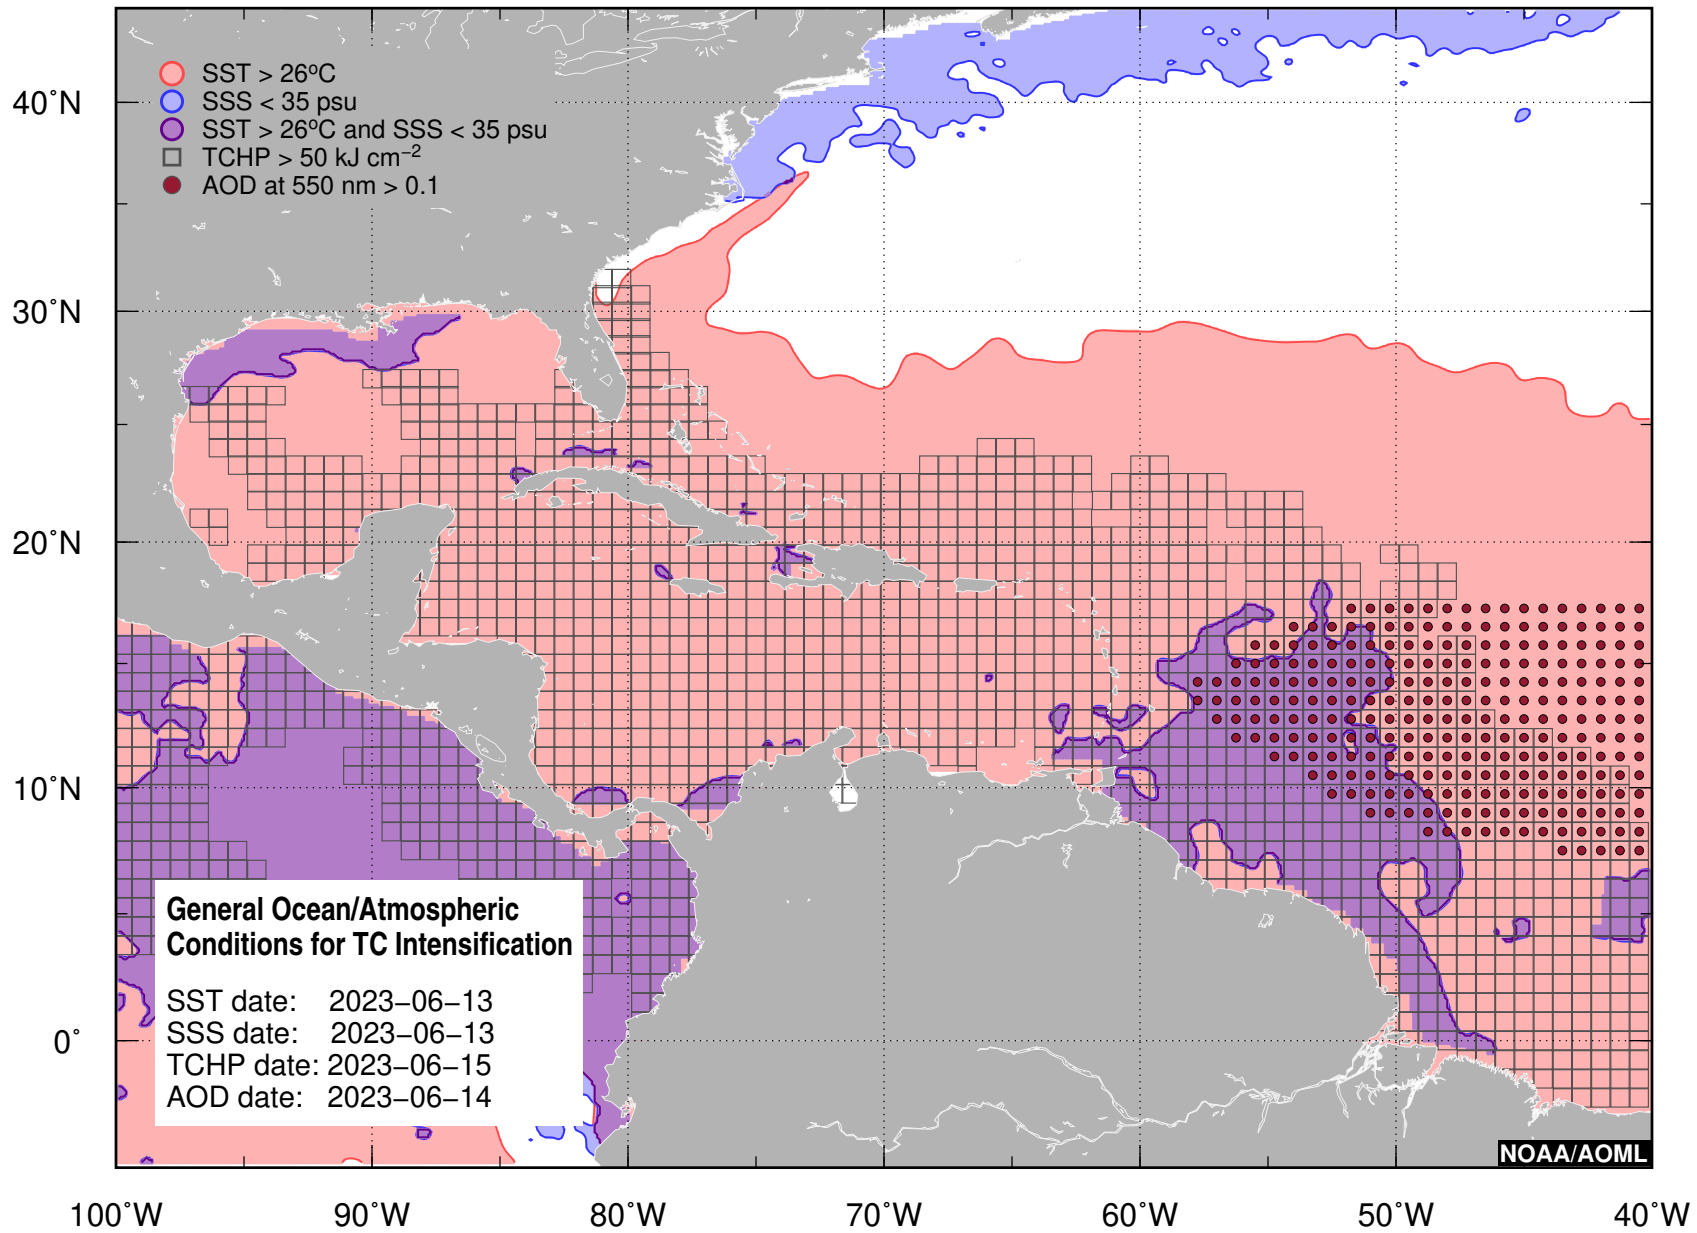 SST > 26°C
SSS < 35 psu
SST > 26°C and SSS < 35 psu
TCHP > 50 kJ cm⁻²
AOD at 550 nm > 0.1
40°N
30°N
20°N
10°N
0°
General Ocean/Atmospheric
Conditions for TC Intensification
SST date: 2023−06−13
SSS date: 2023−06−13
TCHP date: 2023−06−15
AOD date: 2023−06−14
NOAA/AOML
100°W 90°W 80°W 70°W 60°W 50°W 40°W